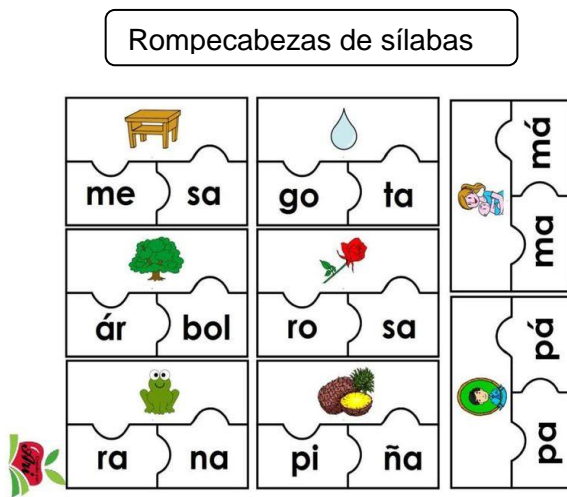 Rompecabezas de sílabas
me sa
go ta
ár bol
ro sa
ra na
pi ña
ma má
pa pá